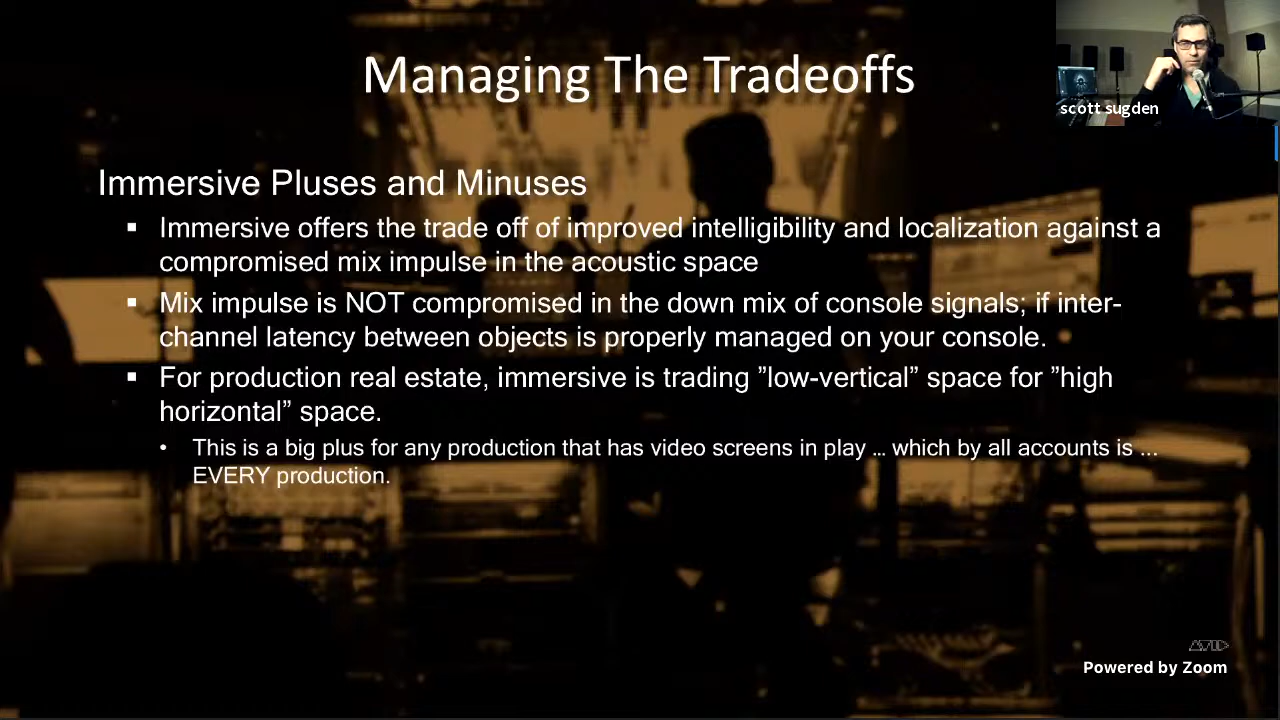 Managing The Tradeoffs
scott sugden
Immersive Pluses and Minuses
▪ Immersive offers the trade off of improved intelligibility and localization against a
compromised mix impulse in the acoustic space
▪ Mix impulse is NOT compromised in the down mix of console signals; if inter-
channel latency between objects is properly managed on your console.
▪ For production real estate, immersive is trading ”low-vertical” space for ”high
horizontal” space.
• This is a big plus for any production that has video screens in play … which by all accounts is …
EVERY production.
AVID
Powered by Zoom